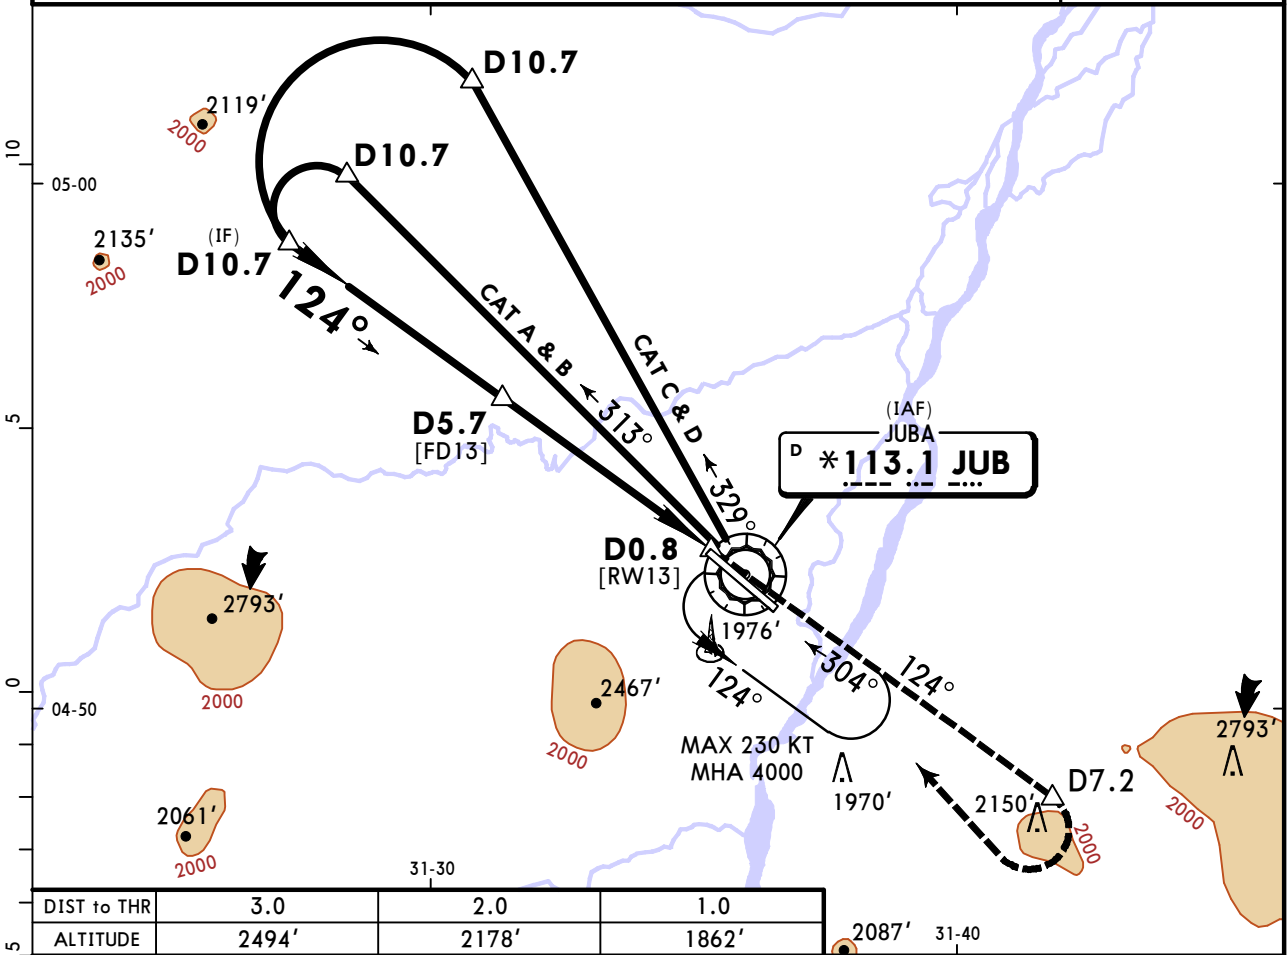 D10.7
2119'
2000
10
D10.7
05-00
(IF)
D10.7
2135'
2000
124°
CAT A & B
313°
CAT C & D
329°
5
D5.7
[FD13]
(IAF)
JUBA
D
*113.1 JUB
D0.8
[RW13]
2793'
2000
1976'
124°
304°
124°
2467'
2000
0
04-50
MAX 230 KT
MHA 4000
1970'
2793'
2000
D7.2
2150'
2000
2061'
2000
31-30
DIST to THR 3.0 2.0 1.0
ALTITUDE 2494' 2178' 1862'
2087'
31-40
5